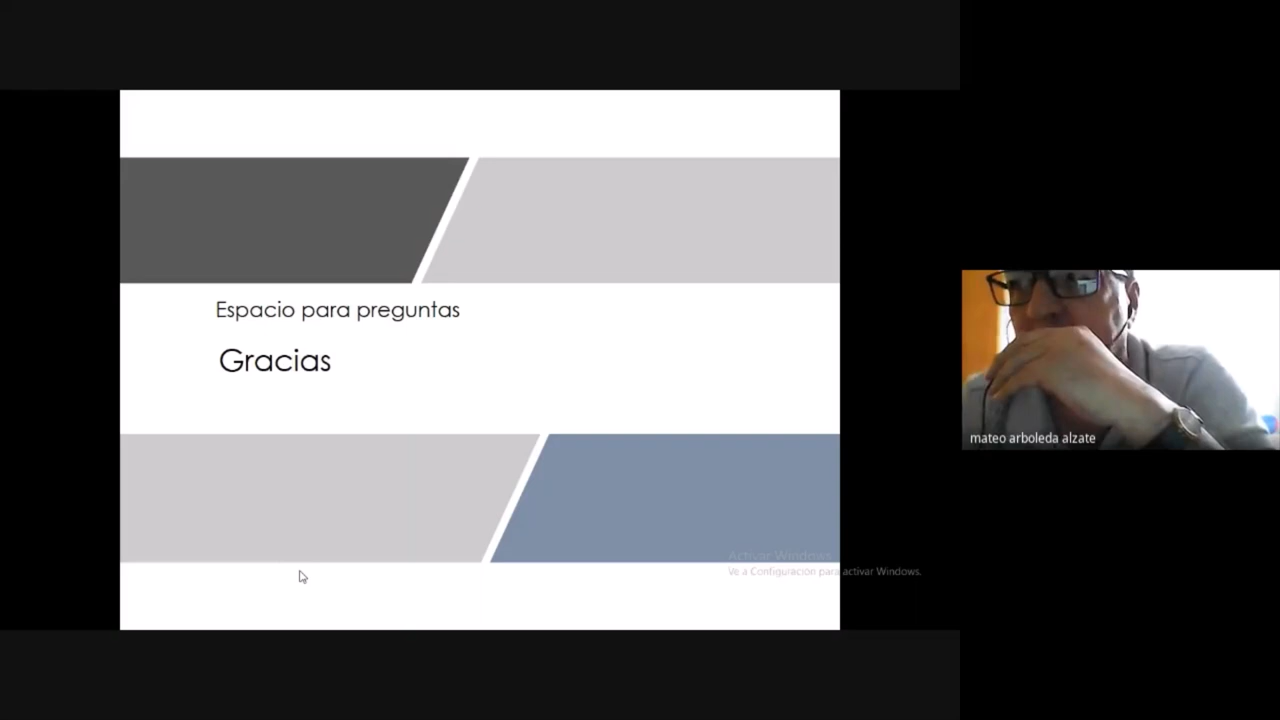 Espacio para preguntas
Gracias
mateo arboleda alzate
Activar Windows
Ve a Configuración para activar Windows.